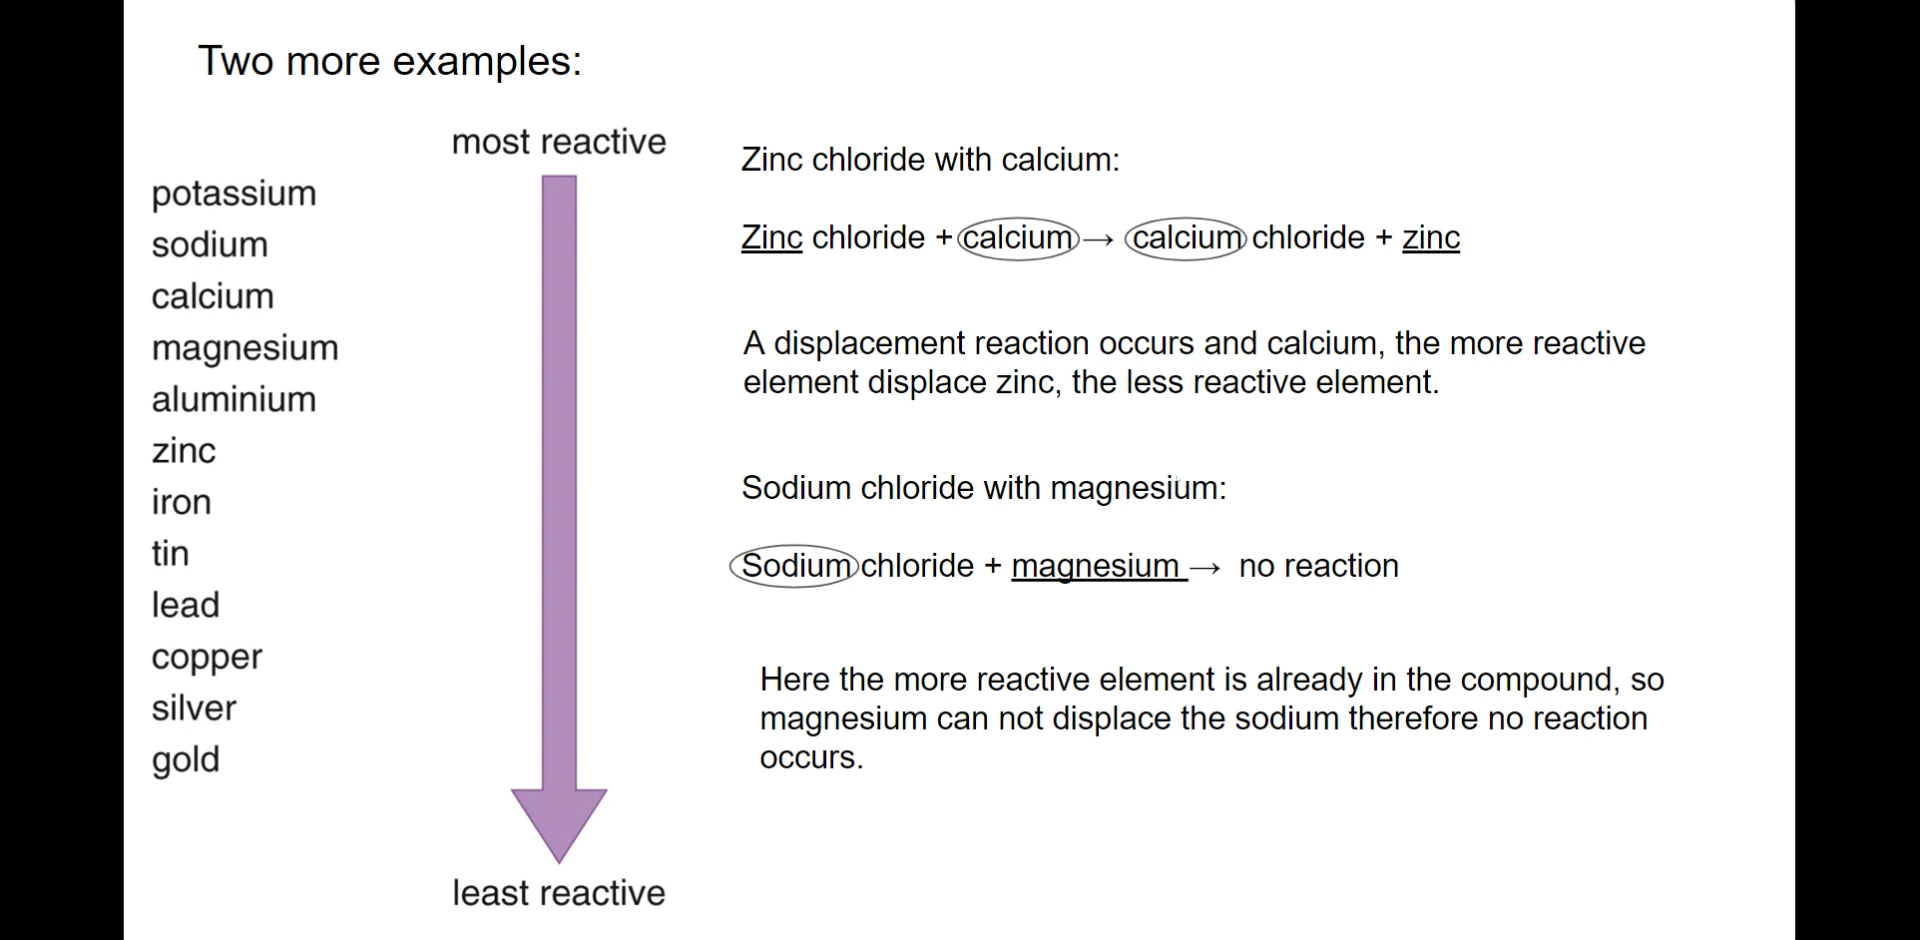 Two more examples:
most reactive
potassium
sodium
calcium
magnesium
aluminium
zinc
iron
tin
lead
copper
silver
gold
least reactive
Zinc chloride with calcium:
Zinc chloride + calcium → calcium chloride + zinc
A displacement reaction occurs and calcium, the more reactive
element displace zinc, the less reactive element.
Sodium chloride with magnesium:
Sodium chloride + magnesium → no reaction
Here the more reactive element is already in the compound, so
magnesium can not displace the sodium therefore no reaction
occurs.